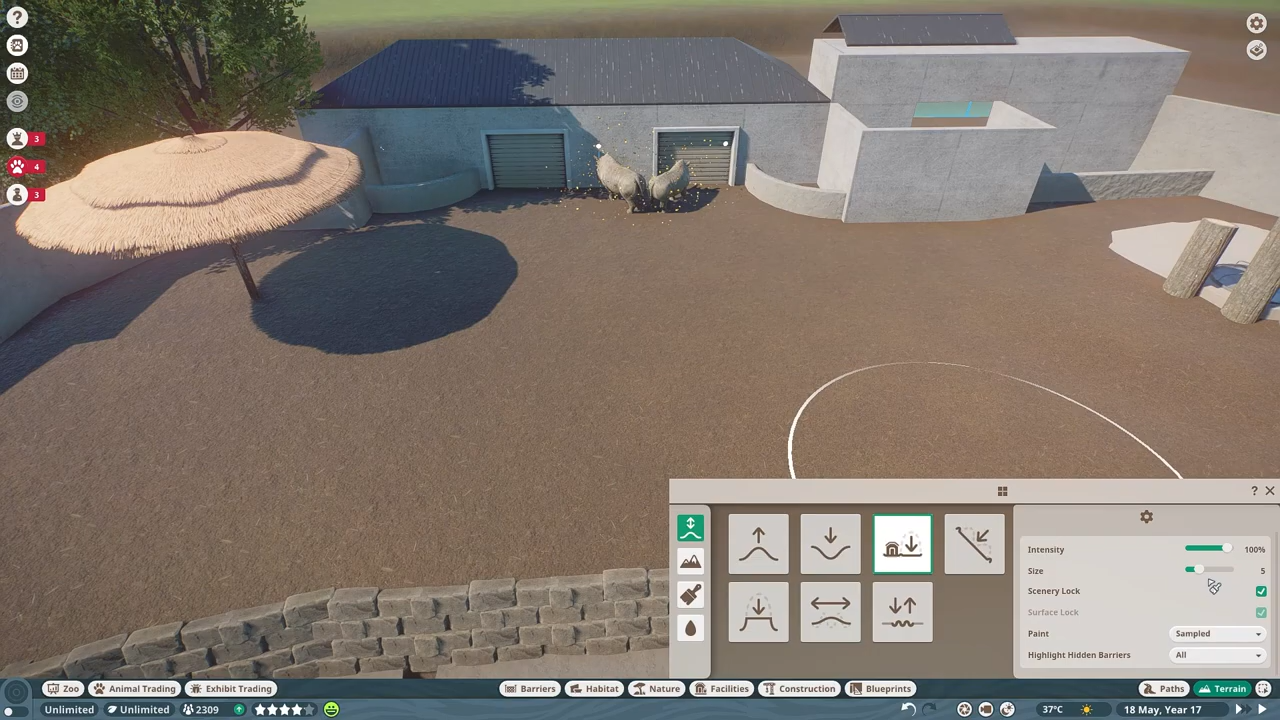 ?
3
4
3
? ×
Intensity 100%
Size 5
Scenery Lock
Surface Lock
Paint Sampled
Highlight Hidden Barriers All
Zoo Animal Trading Exhibit Trading Barriers Habitat Nature Facilities Construction Blueprints Paths Terrain
Unlimited Unlimited 2309 37°C 18 May, Year 17